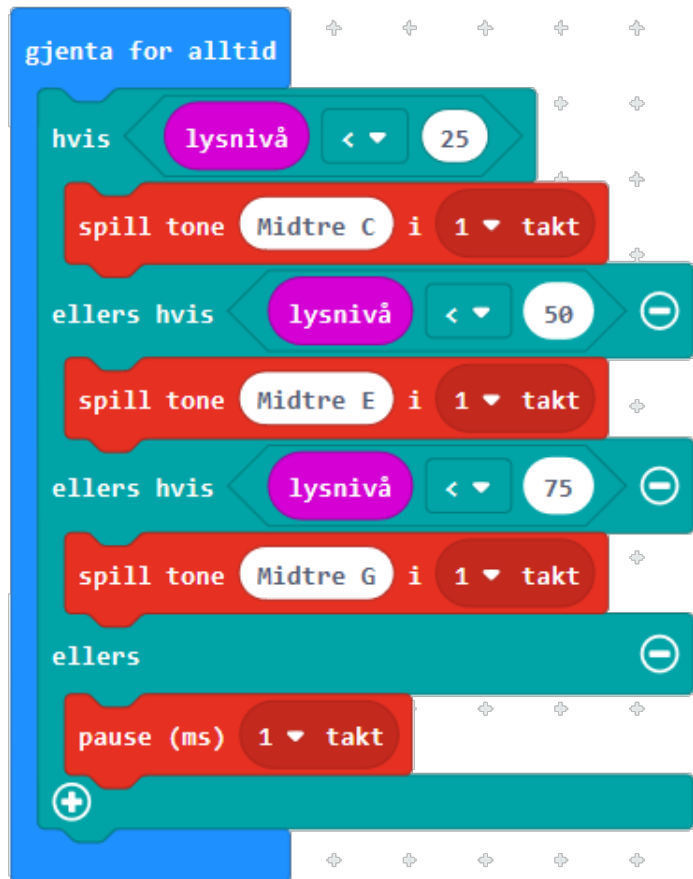 gjenta for alltid
hvis lysnivå < 25
spill tone Midtre C i 1 takt
ellers hvis lysnivå < 50
spill tone Midtre E i 1 takt
ellers hvis lysnivå < 75
spill tone Midtre G i 1 takt
ellers
pause (ms) 1 takt